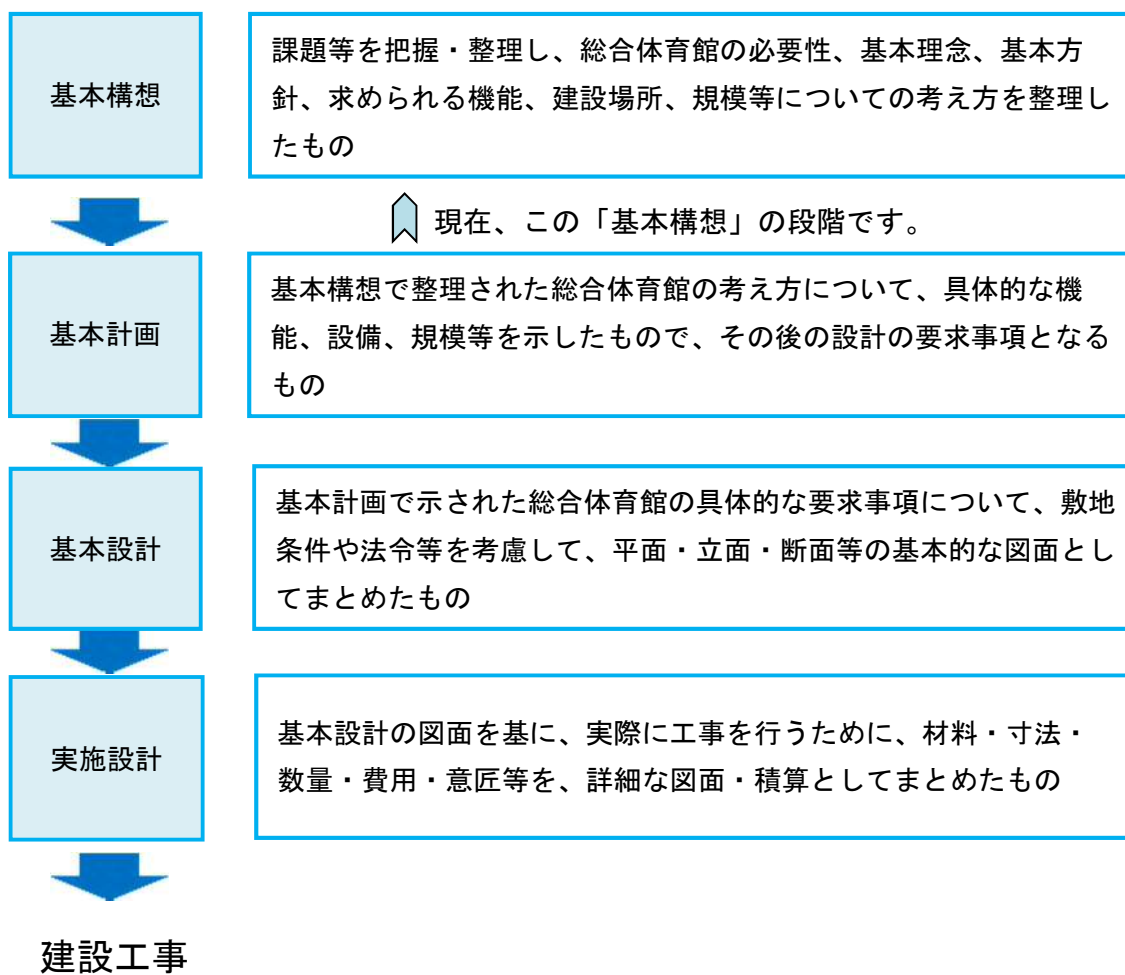 基本構想
課題等を把握・整理し、総合体育館の必要性、基本理念、基本方
針、求められる機能、建設場所、規模等についての考え方を整理し
たもの
現在、この「基本構想」の段階です。
基本計画
基本構想で整理された総合体育館の考え方について、具体的な機
能、設備、規模等を示したもので、その後の設計の要求事項となる
もの
基本設計
基本計画で示された総合体育館の具体的な要求事項について、敷地
条件や法令等を考慮して、平面・立面・断面等の基本的な図面とし
てまとめたもの
実施設計
基本設計の図面を基に、実際に工事を行うために、材料・寸法・
数量・費用・意匠等を、詳細な図面・積算としてまとめたもの
建設工事